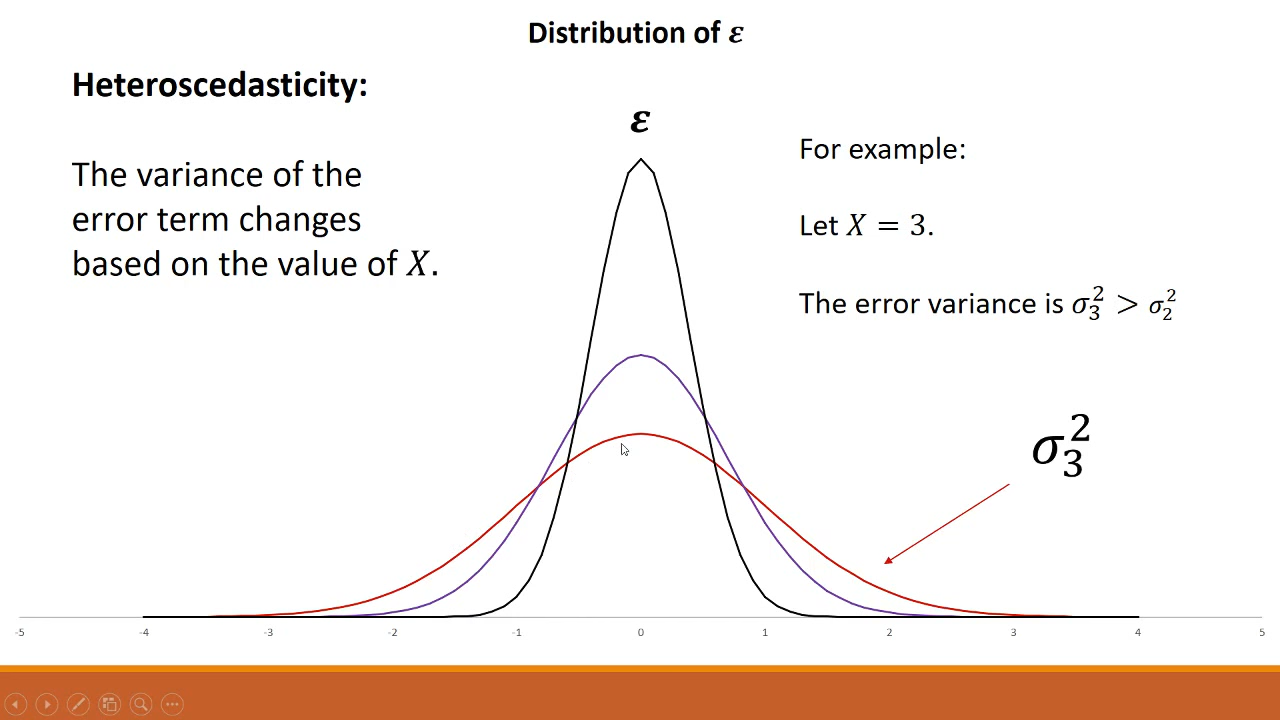 Distribution of 𝜺
Heteroscedasticity:
The variance of the
error term changes
based on the value of 𝑋.
𝜺
For example:
Let 𝑋 = 3.
The error variance is 𝜎₃² > 𝜎₂²
𝜎₃²
-5 -4 -3 -2 -1 0 1 2 3 4 5